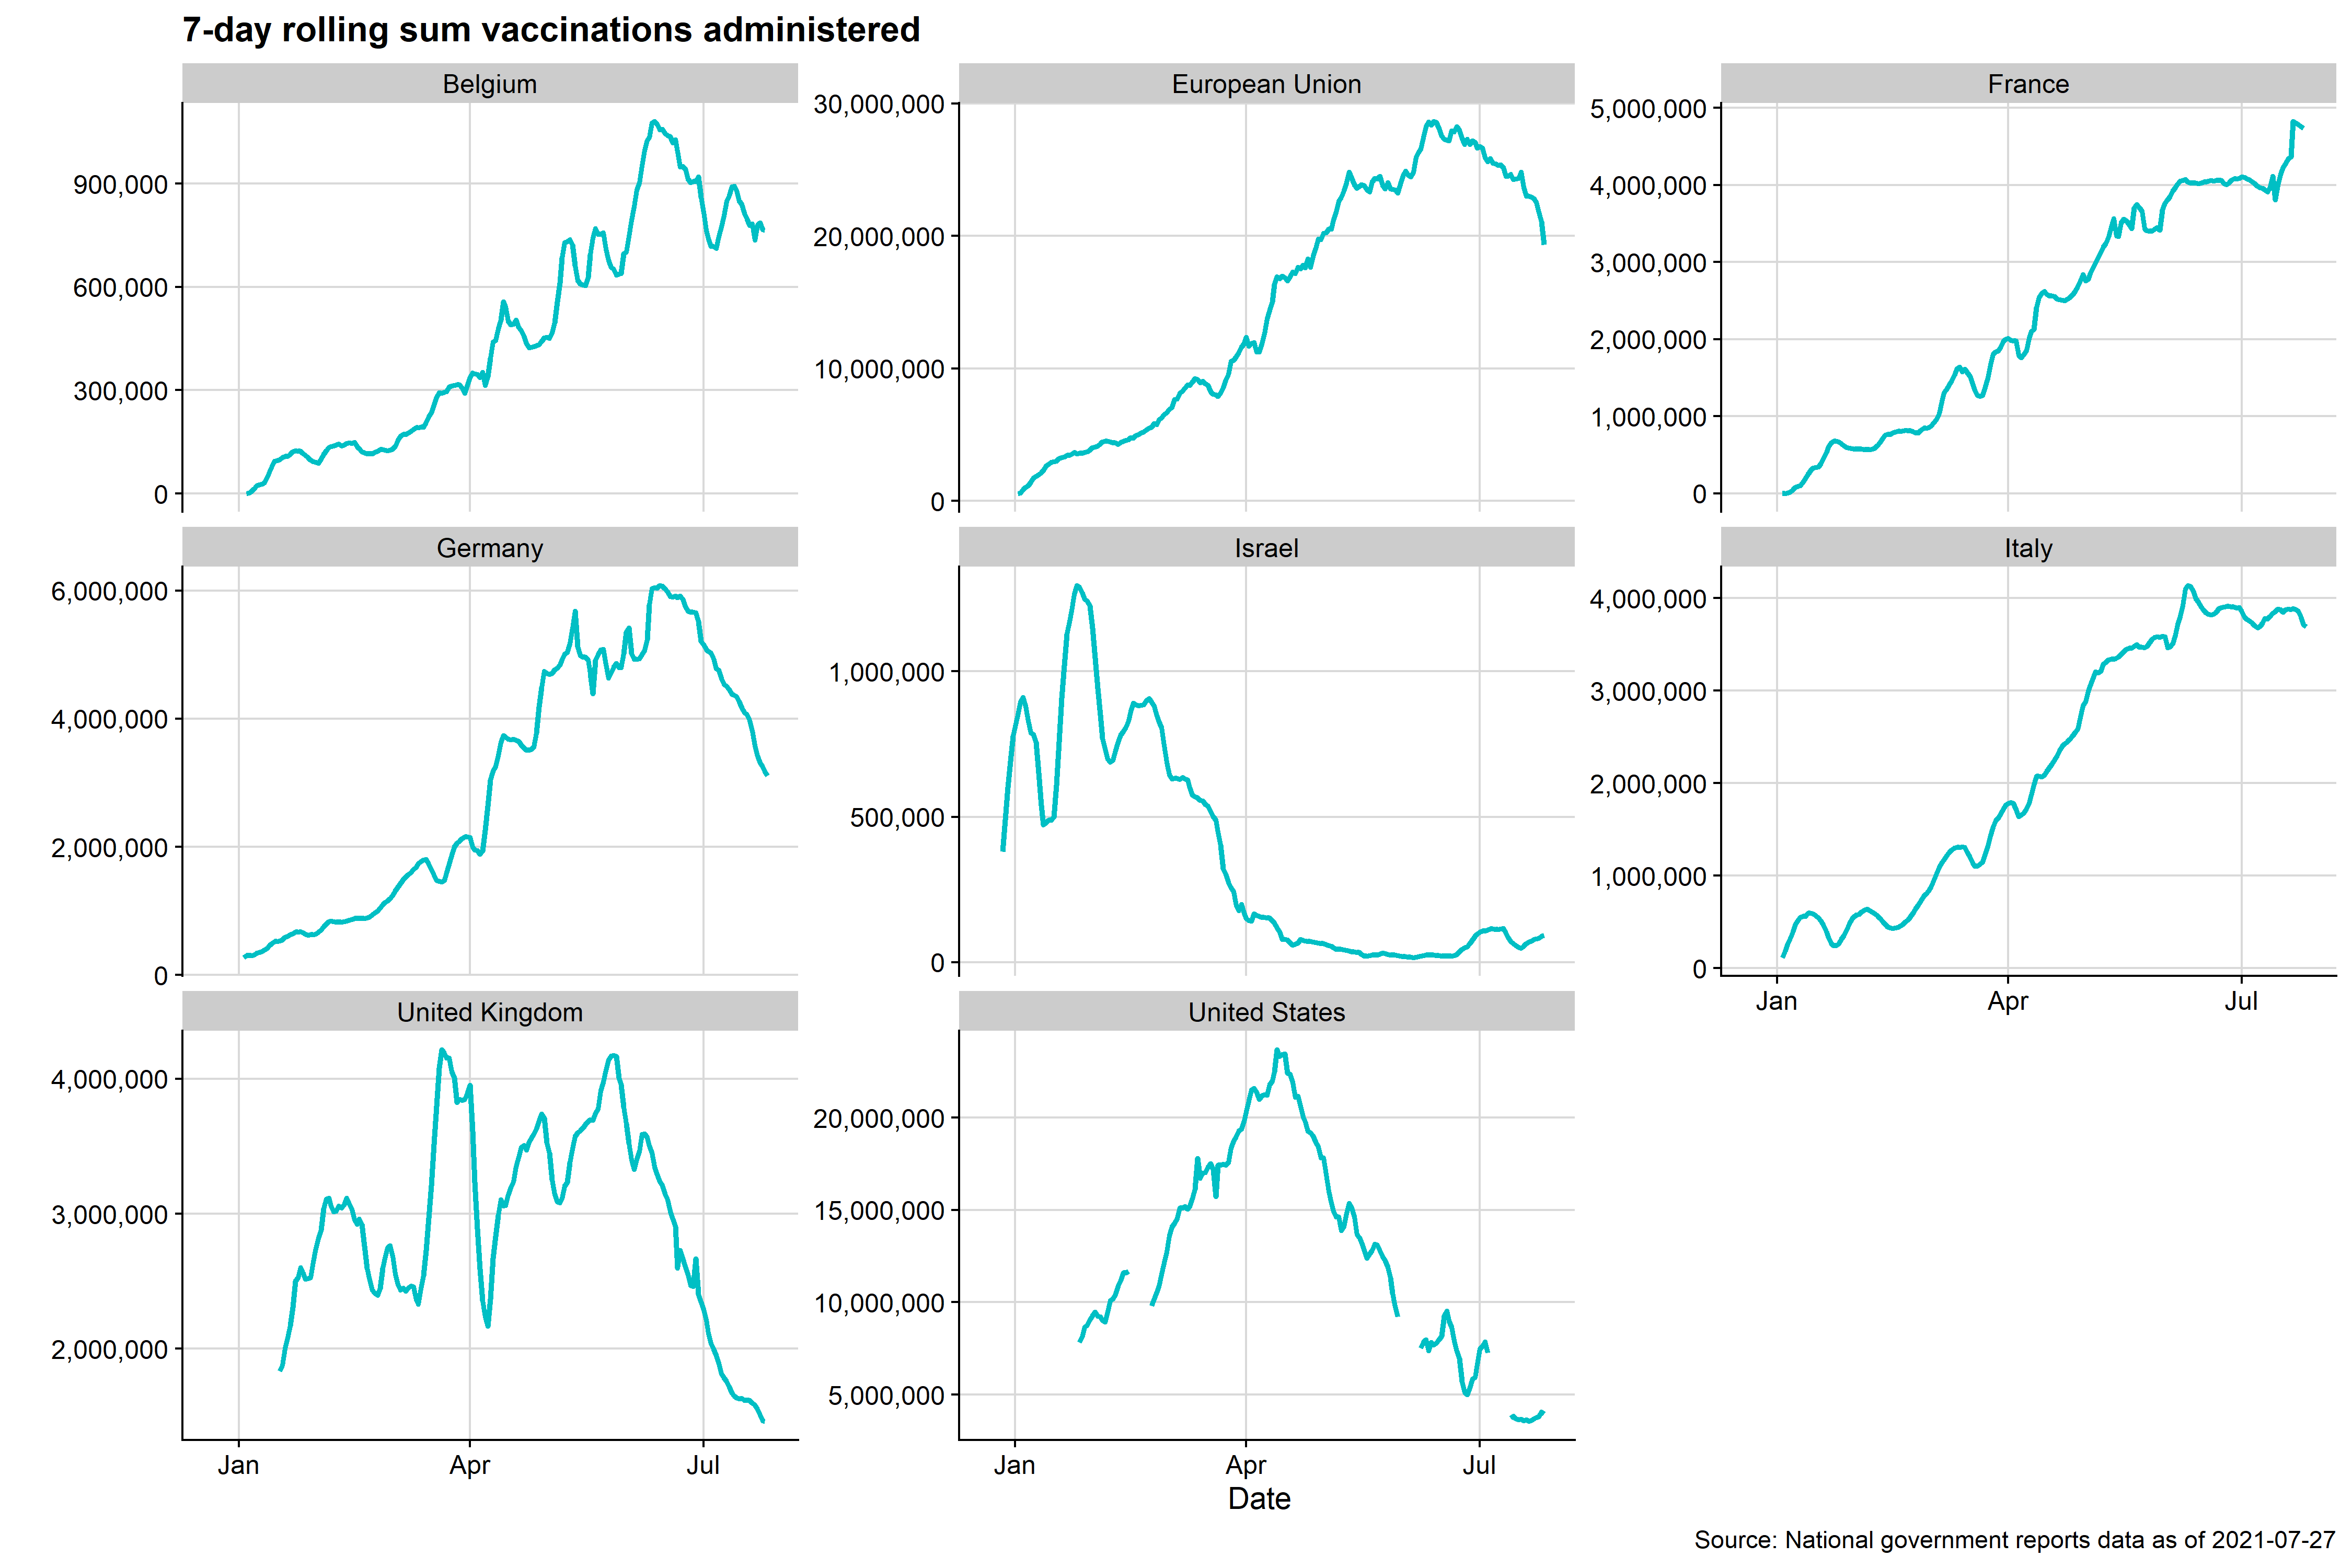 7-day rolling sum vaccinations administered
Belgium
900,000
600,000
300,000
0
European Union
30,000,000
20,000,000
10,000,000
0
France
5,000,000
4,000,000
3,000,000
2,000,000
1,000,000
0
Germany
6,000,000
4,000,000
2,000,000
0
Israel
1,000,000
500,000
0
Italy
4,000,000
3,000,000
2,000,000
1,000,000
0
Jan Apr Jul
United Kingdom
4,000,000
3,000,000
2,000,000
Jan Apr Jul
United States
20,000,000
15,000,000
10,000,000
5,000,000
Jan Apr Jul
Date
Source: National government reports data as of 2021-07-27